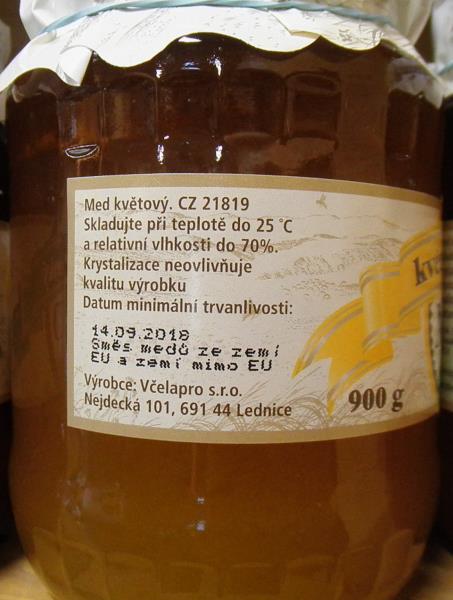 Med květový. CZ 21819
Skladujte při teplotě do 25 °C
a relativní vlhkosti do 70%.
Krystalizace neovlivňuje
kvalitu výrobku
Datum minimální trvanlivosti:
14.09.2018
Směs medů ze zemí
EU a zemí mimo EU
Výrobce: Včelapro s.r.o.
Nejdecká 101, 691 44 Lednice
900 g